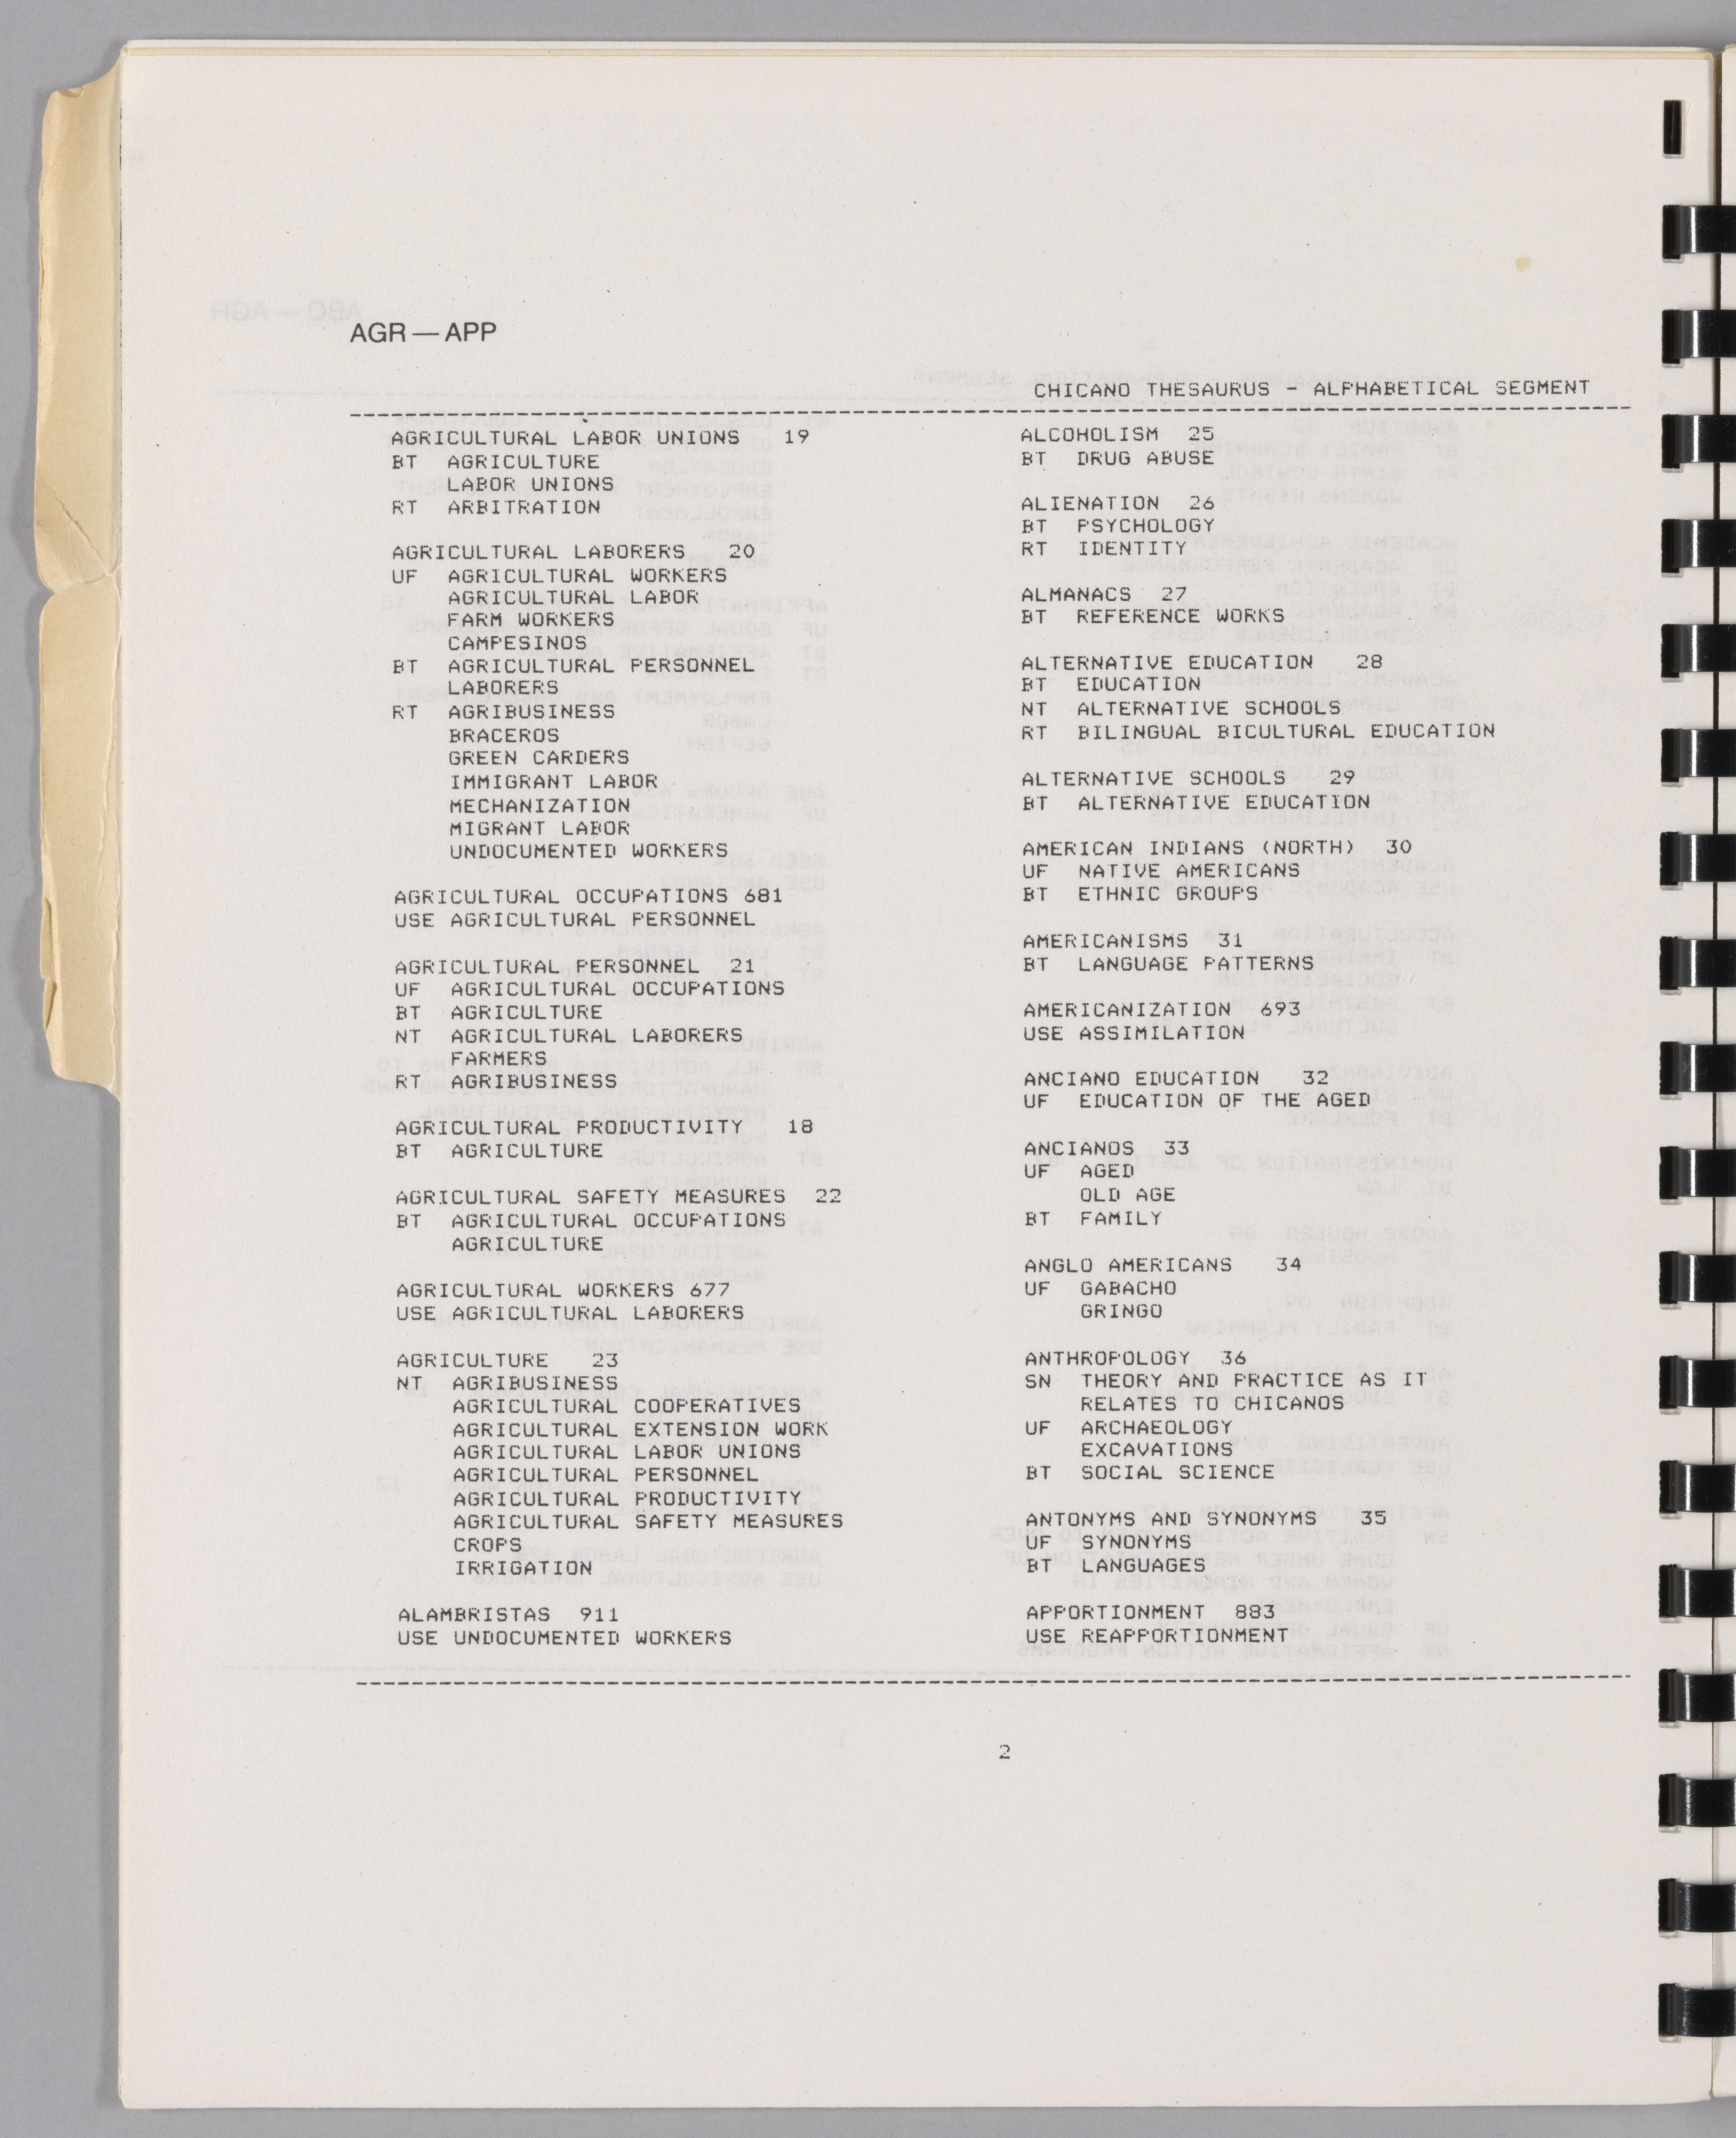 AGR — APP
CHICANO THESAURUS - ALPHABETICAL SEGMENT
AGRICULTURAL LABOR UNIONS 19
BT AGRICULTURE
LABOR UNIONS
RT ARBITRATION
AGRICULTURAL LABORERS 20
UF AGRICULTURAL WORKERS
AGRICULTURAL LABOR
FARM WORKERS
CAMPESINOS
BT AGRICULTURAL PERSONNEL
LABORERS
RT AGRIBUSINESS
BRACEROS
GREEN CARDERS
IMMIGRANT LABOR
MECHANIZATION
MIGRANT LABOR
UNDOCUMENTED WORKERS
AGRICULTURAL OCCUPATIONS 681
USE AGRICULTURAL PERSONNEL
AGRICULTURAL PERSONNEL 21
UF AGRICULTURAL OCCUPATIONS
BT AGRICULTURE
NT AGRICULTURAL LABORERS
FARMERS
RT AGRIBUSINESS
AGRICULTURAL PRODUCTIVITY 18
BT AGRICULTURE
AGRICULTURAL SAFETY MEASURES 22
BT AGRICULTURAL OCCUPATIONS
AGRICULTURE
AGRICULTURAL WORKERS 677
USE AGRICULTURAL LABORERS
AGRICULTURE 23
NT AGRIBUSINESS
AGRICULTURAL COOPERATIVES
AGRICULTURAL EXTENSION WORK
AGRICULTURAL LABOR UNIONS
AGRICULTURAL PERSONNEL
AGRICULTURAL PRODUCTIVITY
AGRICULTURAL SAFETY MEASURES
CROPS
IRRIGATION
ALAMBRISTAS 911
USE UNDOCUMENTED WORKERS
ALCOHOLISM 25
BT DRUG ABUSE
ALIENATION 26
BT PSYCHOLOGY
RT IDENTITY
ALMANACS 27
BT REFERENCE WORKS
ALTERNATIVE EDUCATION 28
BT EDUCATION
NT ALTERNATIVE SCHOOLS
RT BILINGUAL BICULTURAL EDUCATION
ALTERNATIVE SCHOOLS 29
BT ALTERNATIVE EDUCATION
AMERICAN INDIANS (NORTH) 30
UF NATIVE AMERICANS
BT ETHNIC GROUPS
AMERICANISMS 31
BT LANGUAGE PATTERNS
AMERICANIZATION 693
USE ASSIMILATION
ANCIANO EDUCATION 32
UF EDUCATION OF THE AGED
ANCIANOS 33
UF AGED
OLD AGE
BT FAMILY
ANGLO AMERICANS 34
UF GABACHO
GRINGO
ANTHROPOLOGY 36
SN THEORY AND PRACTICE AS IT
RELATES TO CHICANOS
UF ARCHAEOLOGY
EXCAVATIONS
BT SOCIAL SCIENCE
ANTONYMS AND SYNONYMS 35
UF SYNONYMS
BT LANGUAGES
APPORTIONMENT 883
USE REAPPORTIONMENT
2